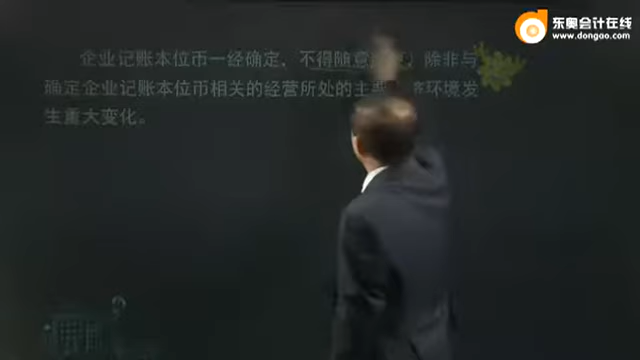 东奥会计在线
www.dongao.com
企业记账本位币一经确定，不得随意，除非与
确定企业记账本位币相关的经营所处的主环境发
生重大变化。